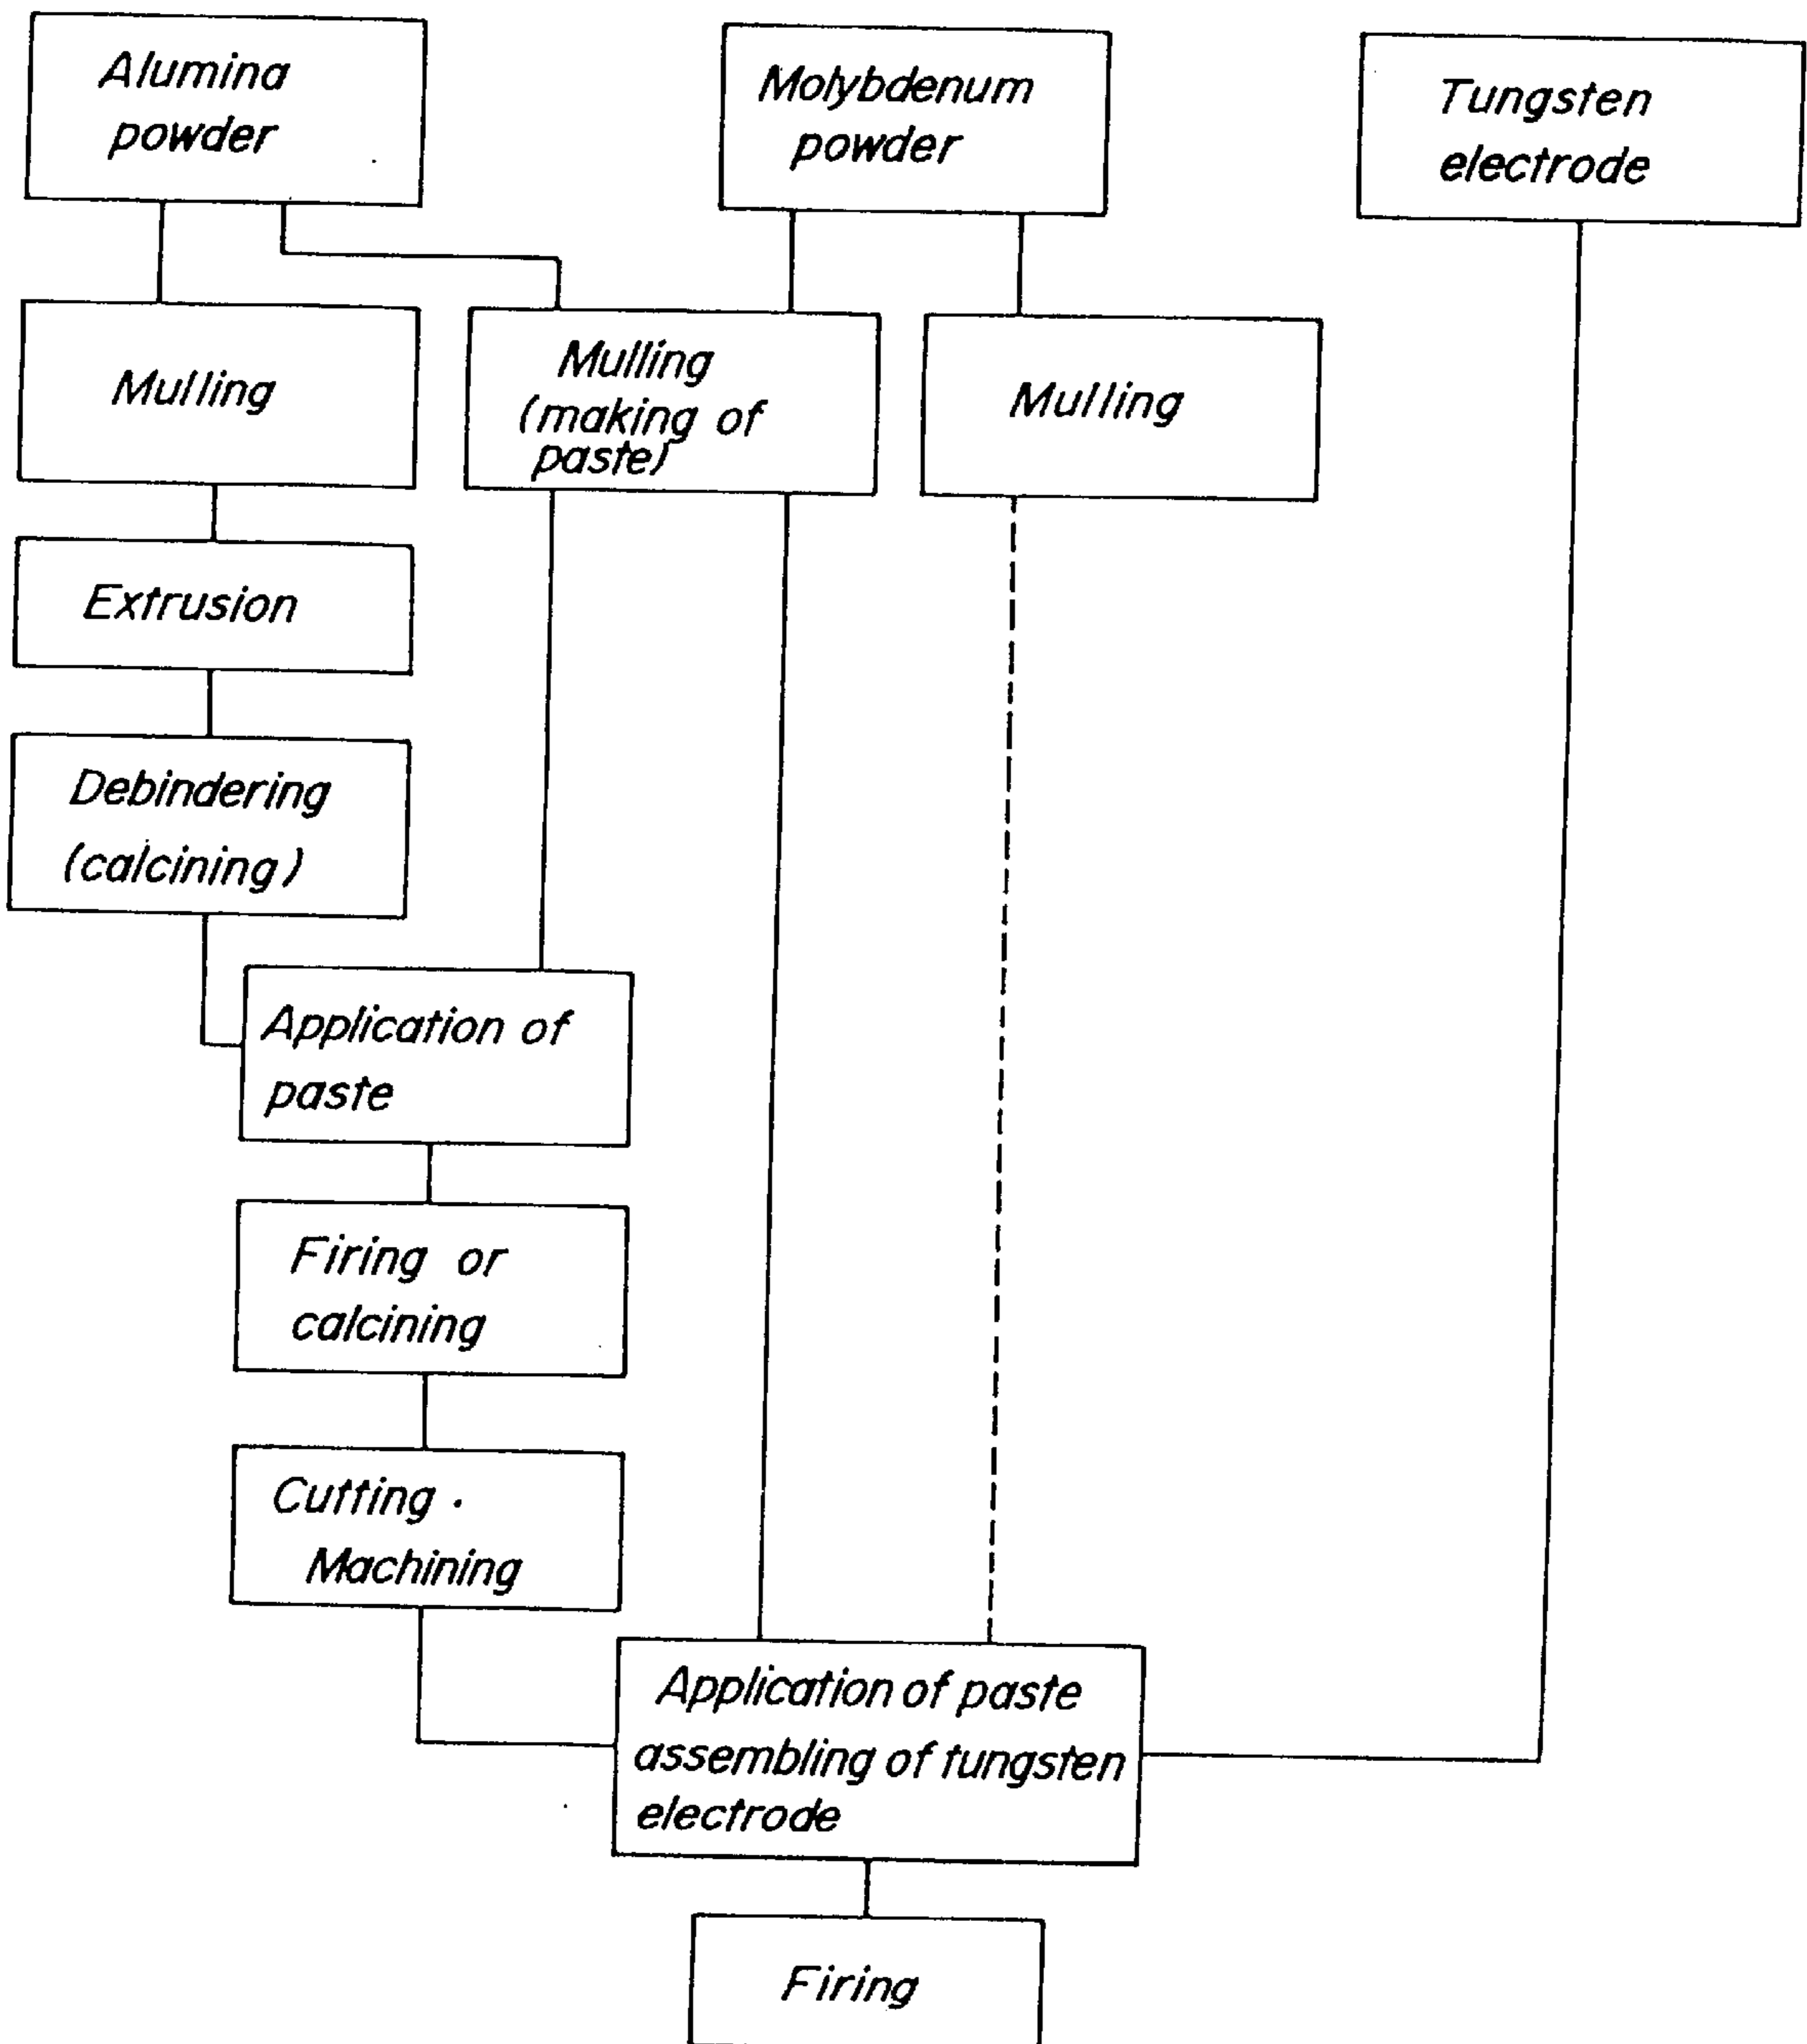 Alumina
powder
Molybdenum
powder
Tungsten
electrode
Mulling
Mulling
(making of
paste)
Mulling
Extrusion
Debindering
(calcining)
Application of
paste
Firing or
calcining
Cutting ·
Machining
Application of paste
assembling of tungsten
electrode
Firing